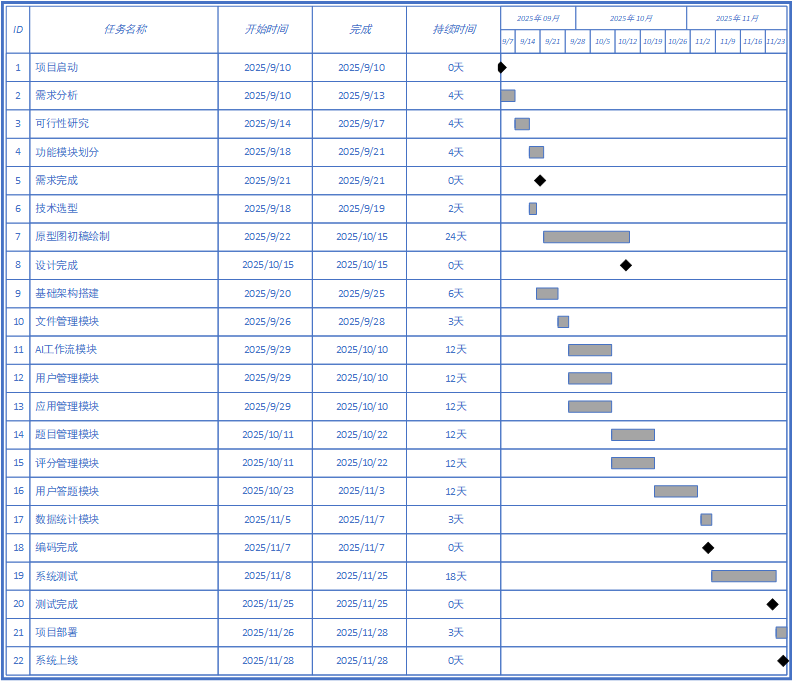 ID 任务名称 开始时间 完成 持续时间 2025年 09月 2025年 10月 2025年 11月
9/7 9/14 9/21 9/28 10/5 10/12 10/19 10/26 11/2 11/9 11/16 11/23
1 项目启动 2025/9/10 2025/9/10 0天
2 需求分析 2025/9/10 2025/9/13 4天
3 可行性研究 2025/9/14 2025/9/17 4天
4 功能模块划分 2025/9/18 2025/9/21 4天
5 需求完成 2025/9/21 2025/9/21 0天
6 技术选型 2025/9/18 2025/9/19 2天
7 原型图初稿绘制 2025/9/22 2025/10/15 24天
8 设计完成 2025/10/15 2025/10/15 0天
9 基础架构搭建 2025/9/20 2025/9/25 6天
10 文件管理模块 2025/9/26 2025/9/28 3天
11 AI工作流模块 2025/9/29 2025/10/10 12天
12 用户管理模块 2025/9/29 2025/10/10 12天
13 应用管理模块 2025/9/29 2025/10/10 12天
14 题目管理模块 2025/10/11 2025/10/22 12天
15 评分管理模块 2025/10/11 2025/10/22 12天
16 用户答题模块 2025/10/23 2025/11/3 12天
17 数据统计模块 2025/11/5 2025/11/7 3天
18 编码完成 2025/11/7 2025/11/7 0天
19 系统测试 2025/11/8 2025/11/25 18天
20 测试完成 2025/11/25 2025/11/25 0天
21 项目部署 2025/11/26 2025/11/28 3天
22 系统上线 2025/11/28 2025/11/28 0天